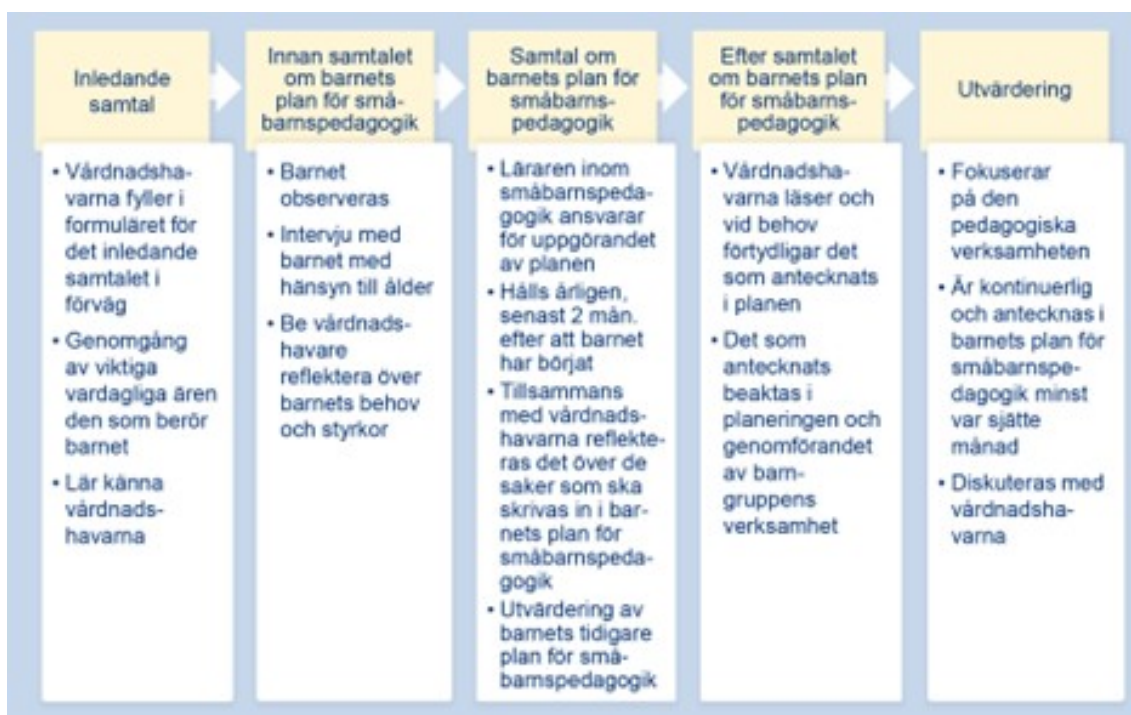 Inledande
samtal
• Vårdnadsha-
varna fyller i
formuläret för
det inledande
samtalet i
förväg
• Genomgång
av viktiga
vardagliga ären
den som berör
barnet
• Lär känna
vårdnads-
havarna
Innan samtalet
om barnets
plan för små-
barnspedagogik
• Barnet
observeras
• Intervju med
barnet med
hänsyn till ålder
• Be vårdnads-
havare
reflektera över
barnets behov
och styrkor
Samtal om
barnets plan för
småbarns-
pedagogik
• Läraren inom
småbarnspeda-
gogik ansvarar
för uppgörandet
av planen
• Hålls årligen,
senast 2 mån.
efter att barnet
har börjat
• Tillsammans
med vårdnads-
havarna reflekte-
ras det över de
saker som ska
skrivas in i bar-
nets plan för
småbarnspeda-
gogik
• Utvärdering av
barnets tidigare
plan för små-
barnspedagogik
Efter samtalet
om barnets plan
för småbarns-
pedagogik
• Vårdnadsha-
varna läser och
vid behov
förtydligar det
som antecknats
i planen
• Det som
antecknats
beaktas i
planeringen och
genomförandet
av barn-
gruppens
verksamhet
Utvärdering
• Fokuserar
på den
pedagogiska
verksamheten
• Är kontinuerlig
och antecknas i
barnets plan för
småbarnspe-
dagogik minst
var sjätte
månad
• Diskuteras med
vårdnadsha-
varna